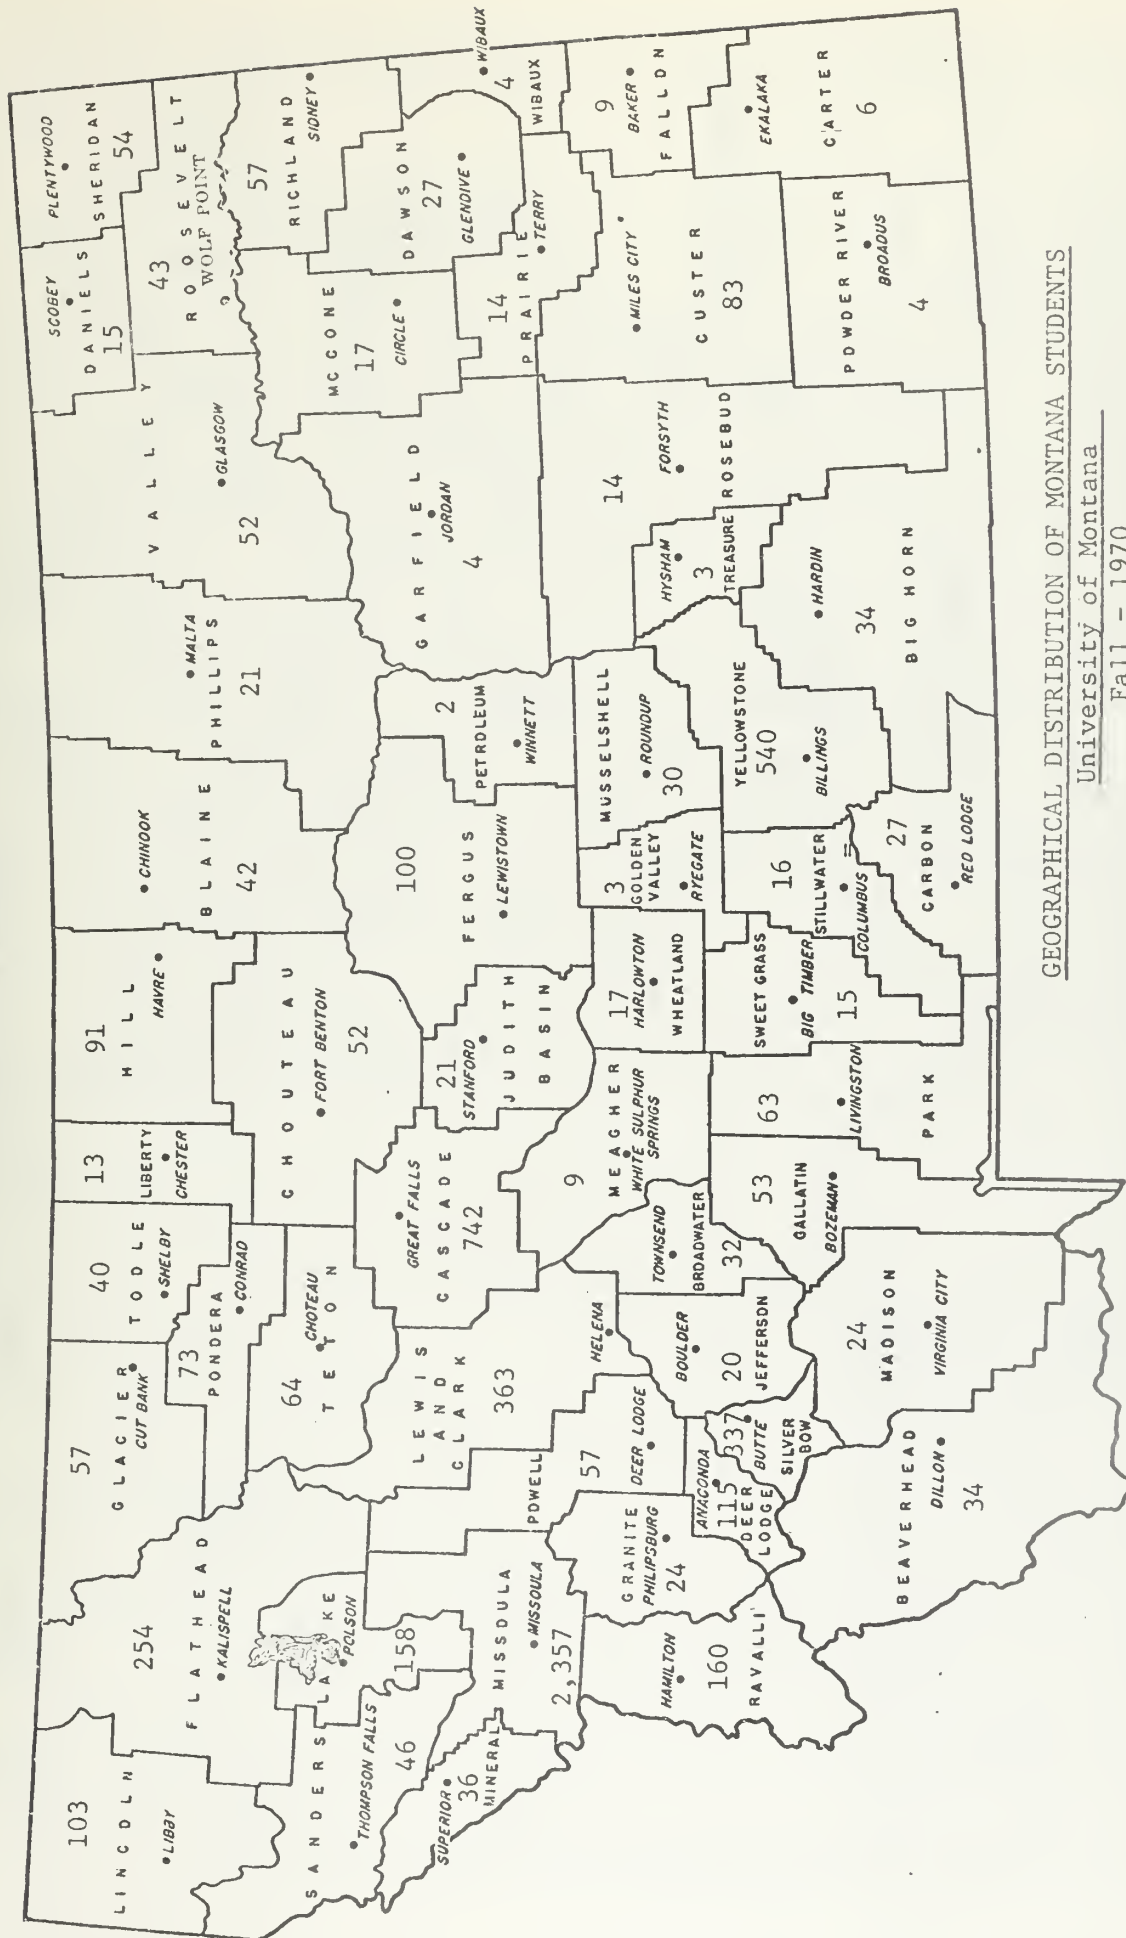 103
LINCOLN
LIBBY
254
FLATHEAD
KALISPELL
57
GLACIER
CUT BANK
40
TODLE
SHELBY
13
LIBERTY
CHESTER
91
HILL
HAVRE
CHINOOK
BLAINE
42
MALTA
PHILLIPS
21
VALLEY
GLASGOW
52
SCOBEY
DANIELS
15
PLENTYWOOD
SHERIDAN
54
43
ROOSEVELT
WOLF POINT
73
PONDERA
CONRAD
64
CHOTEAU
TETON
CHOUTEAU
FORT BENTON
52
SANDERS
THOMPSON FALLS
46
LAKE
POLSON
158
SUPERIOR
36
MINERAL
MISSOULA
MISSOULA
2,357
POWELL
57
DEER LODGE
LEWIS
AND
CLARK
363
HELENA
GREAT FALLS
CASCADE
742
21
STANFORD
JUDITH
BASIN
100
FERGUS
LEWISTOWN
2
PETROLEUM
WINNETT
GARFIELD
JORDAN
4
MCCONE
17
CIRCLE
57
RICHLAND
SIDNEY
DAWSON
27
GLENDIVE
WIBAUX
4
WIBAUX
14
PRAIRIE
TERRY
HAMILTON
160
RAVALLI
GRANITE
PHILIPSBURG
24
ANACONDA
115
DEER
LODGE
337
BUTTE
SILVER
BOW
BOULDER
20
JEFFERSON
TOWNSEND
BROADWATER
32
9
MEAGHER
WHITE SULPHUR
SPRINGS
17
HARLOWTON
WHEATLAND
3
GOLDEN
VALLEY
RYEGATE
MUSSELSHELL
ROUNDUP
30
HYSHAM
3
TREASURE
14
FORSYTH
ROSEBUD
MILES CITY
CUSTER
83
9
BAKER
FALLON
EKALAKA
CARTER
6
POWDER RIVER
BROADUS
4
BEAVERHEAD
DILLON
34
24
MADISON
VIRGINIA CITY
53
GALLATIN
BOZEMAN
63
LIVINGSTON
PARK
SWEET GRASS
BIG TIMBER
15
16
STILLWATER
COLUMBUS
27
CARBON
RED LODGE
YELLOWSTONE
540
BILLINGS
HARDIN
34
BIG HORN
GEOGRAPHICAL DISTRIBUTION OF MONTANA STUDENTS
University of Montana
Fall - 1970